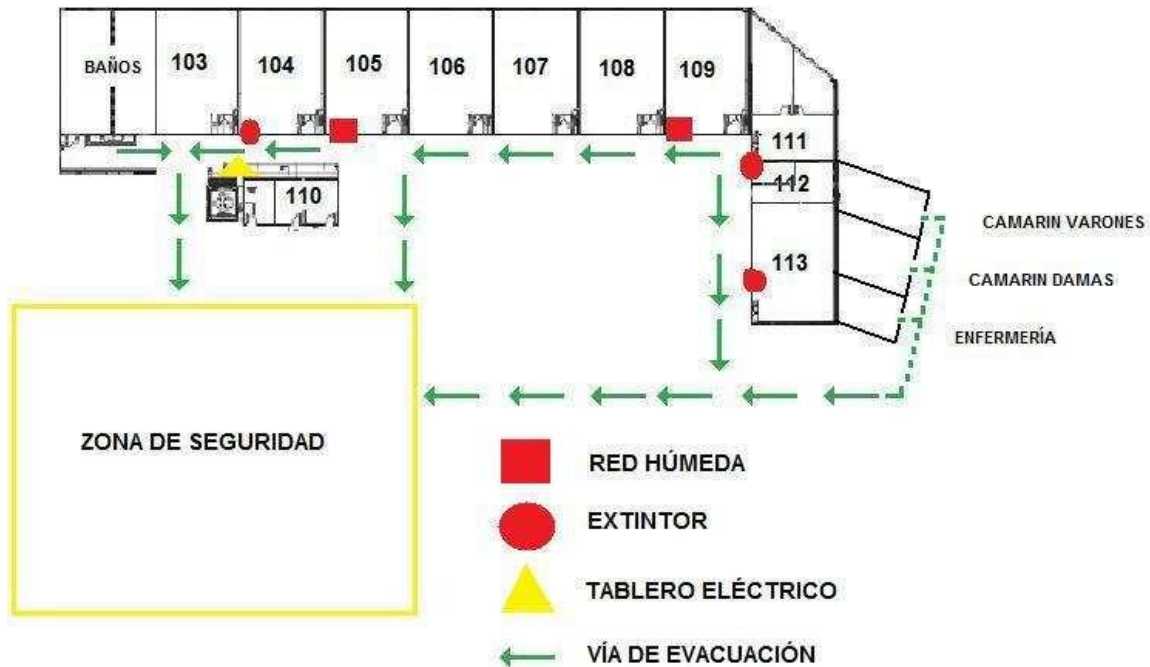 BAÑOS
103
104
105
106
107
108
109
110
111
112
113
CAMARIN VARONES
CAMARIN DAMAS
ENFERMERÍA
ZONA DE SEGURIDAD
RED HÚMEDA
EXTINTOR
TABLERO ELÉCTRICO
VÍA DE EVACUACIÓN